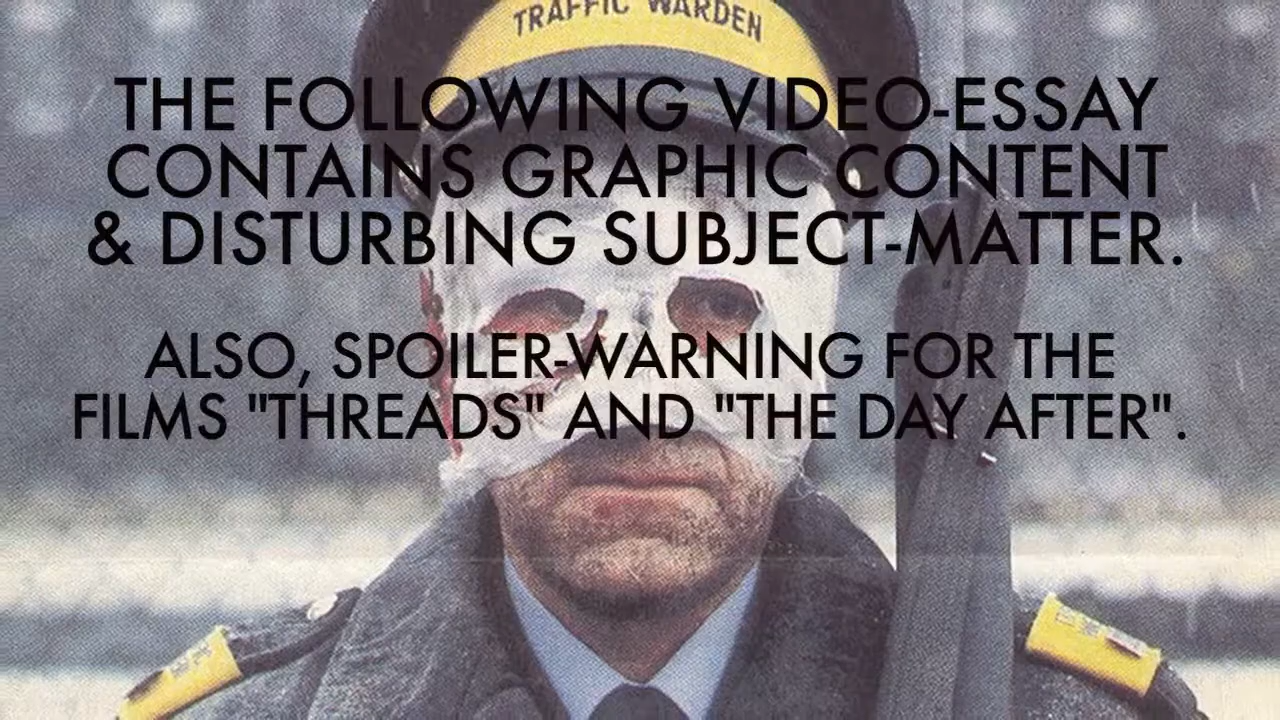 TRAFFIC WARDEN
THE FOLLOWING VIDEO-ESSAY
CONTAINS GRAPHIC CONTENT
& DISTURBING SUBJECT-MATTER.
ALSO, SPOILER-WARNING FOR THE
FILMS "THREADS" AND "THE DAY AFTER".